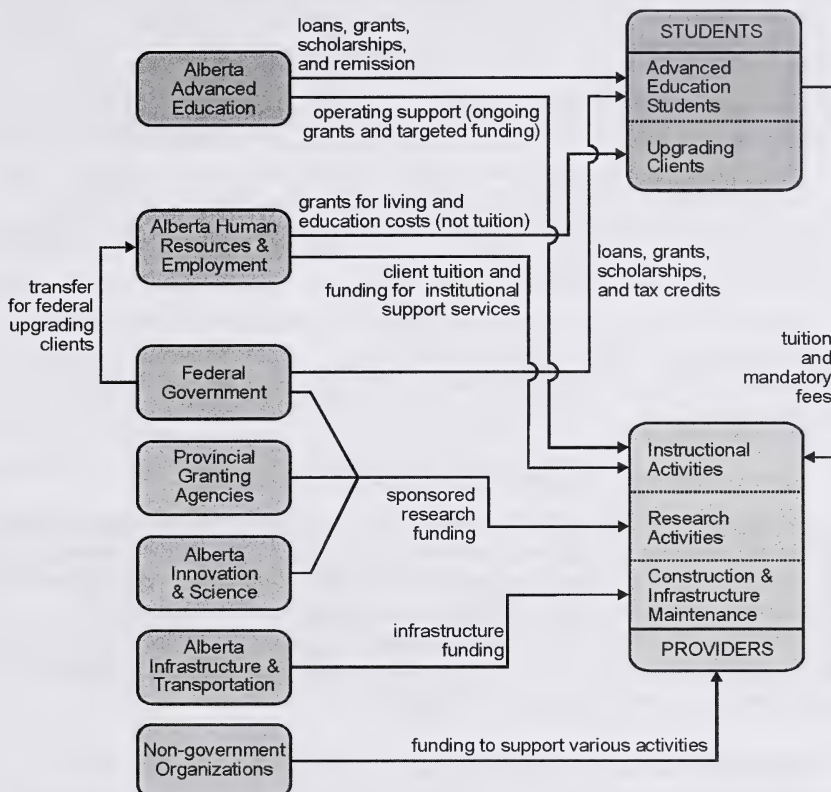 loans, grants,
scholarships,
and remission
Alberta
Advanced
Education
operating support (ongoing
grants and targeted funding)
STUDENTS
Advanced
Education
Students
Upgrading
Clients
grants for living and
education costs (not tuition)
Alberta Human
Resources &
Employment
client tuition and
funding for institutional
support services
loans, grants,
scholarships,
and tax credits
transfer
for federal
upgrading
clients
Federal
Government
tuition
and
mandatory
fees
Provincial
Granting
Agencies
sponsored
research
funding
Alberta
Innovation
& Science
Instructional
Activities
Research
Activities
Construction &
Infrastructure
Maintenance
PROVIDERS
infrastructure
funding
Alberta
Infrastructure &
Transportation
Non-government
Organizations
funding to support various activities